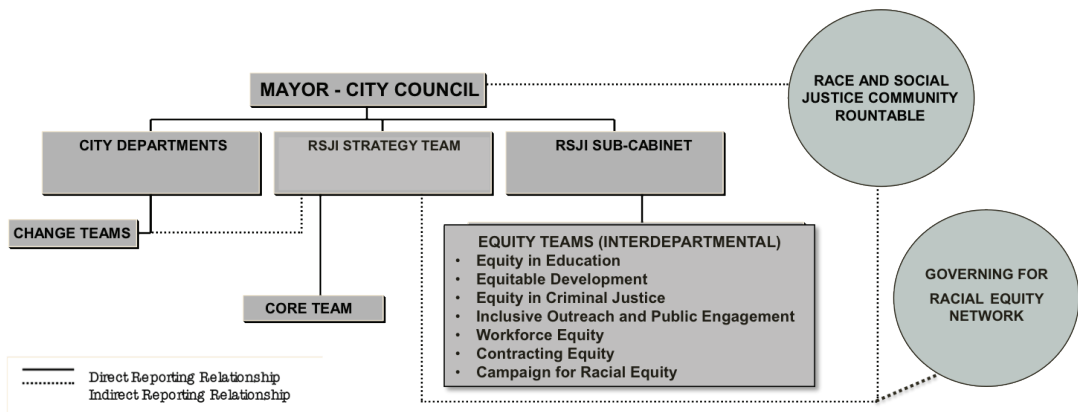 MAYOR - CITY COUNCIL
RACE AND SOCIAL
JUSTICE COMMUNITY
ROUNTABLE
CITY DEPARTMENTS
RSJI STRATEGY TEAM
RSJI SUB-CABINET
CHANGE TEAMS
CORE TEAM
EQUITY TEAMS (INTERDEPARTMENTAL)
• Equity in Education
• Equitable Development
• Equity in Criminal Justice
• Inclusive Outreach and Public Engagement
• Workforce Equity
• Contracting Equity
• Campaign for Racial Equity
GOVERNING FOR
RACIAL EQUITY
NETWORK
Direct Reporting Relationship
Indirect Reporting Relationship